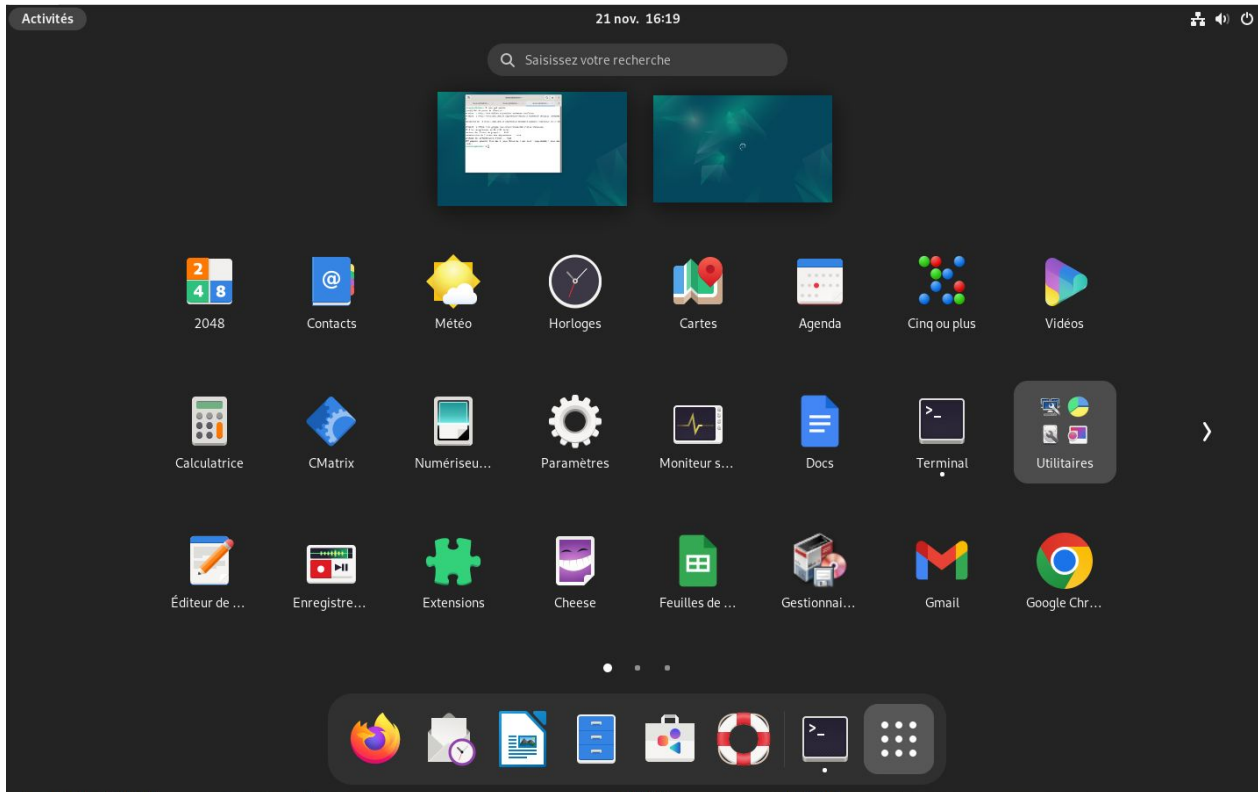 Activités
21 nov. 16:19
Saisissez votre recherche
2048
Contacts
Météo
Horloges
Cartes
Agenda
Cinq ou plus
Vidéos
Calculatrice
CMatrix
Numériseu...
Paramètres
Moniteur s...
Docs
Terminal
Utilitaires
Éditeur de ...
Enregistre...
Extensions
Cheese
Feuilles de ...
Gestionnai...
Gmail
Google Chr...